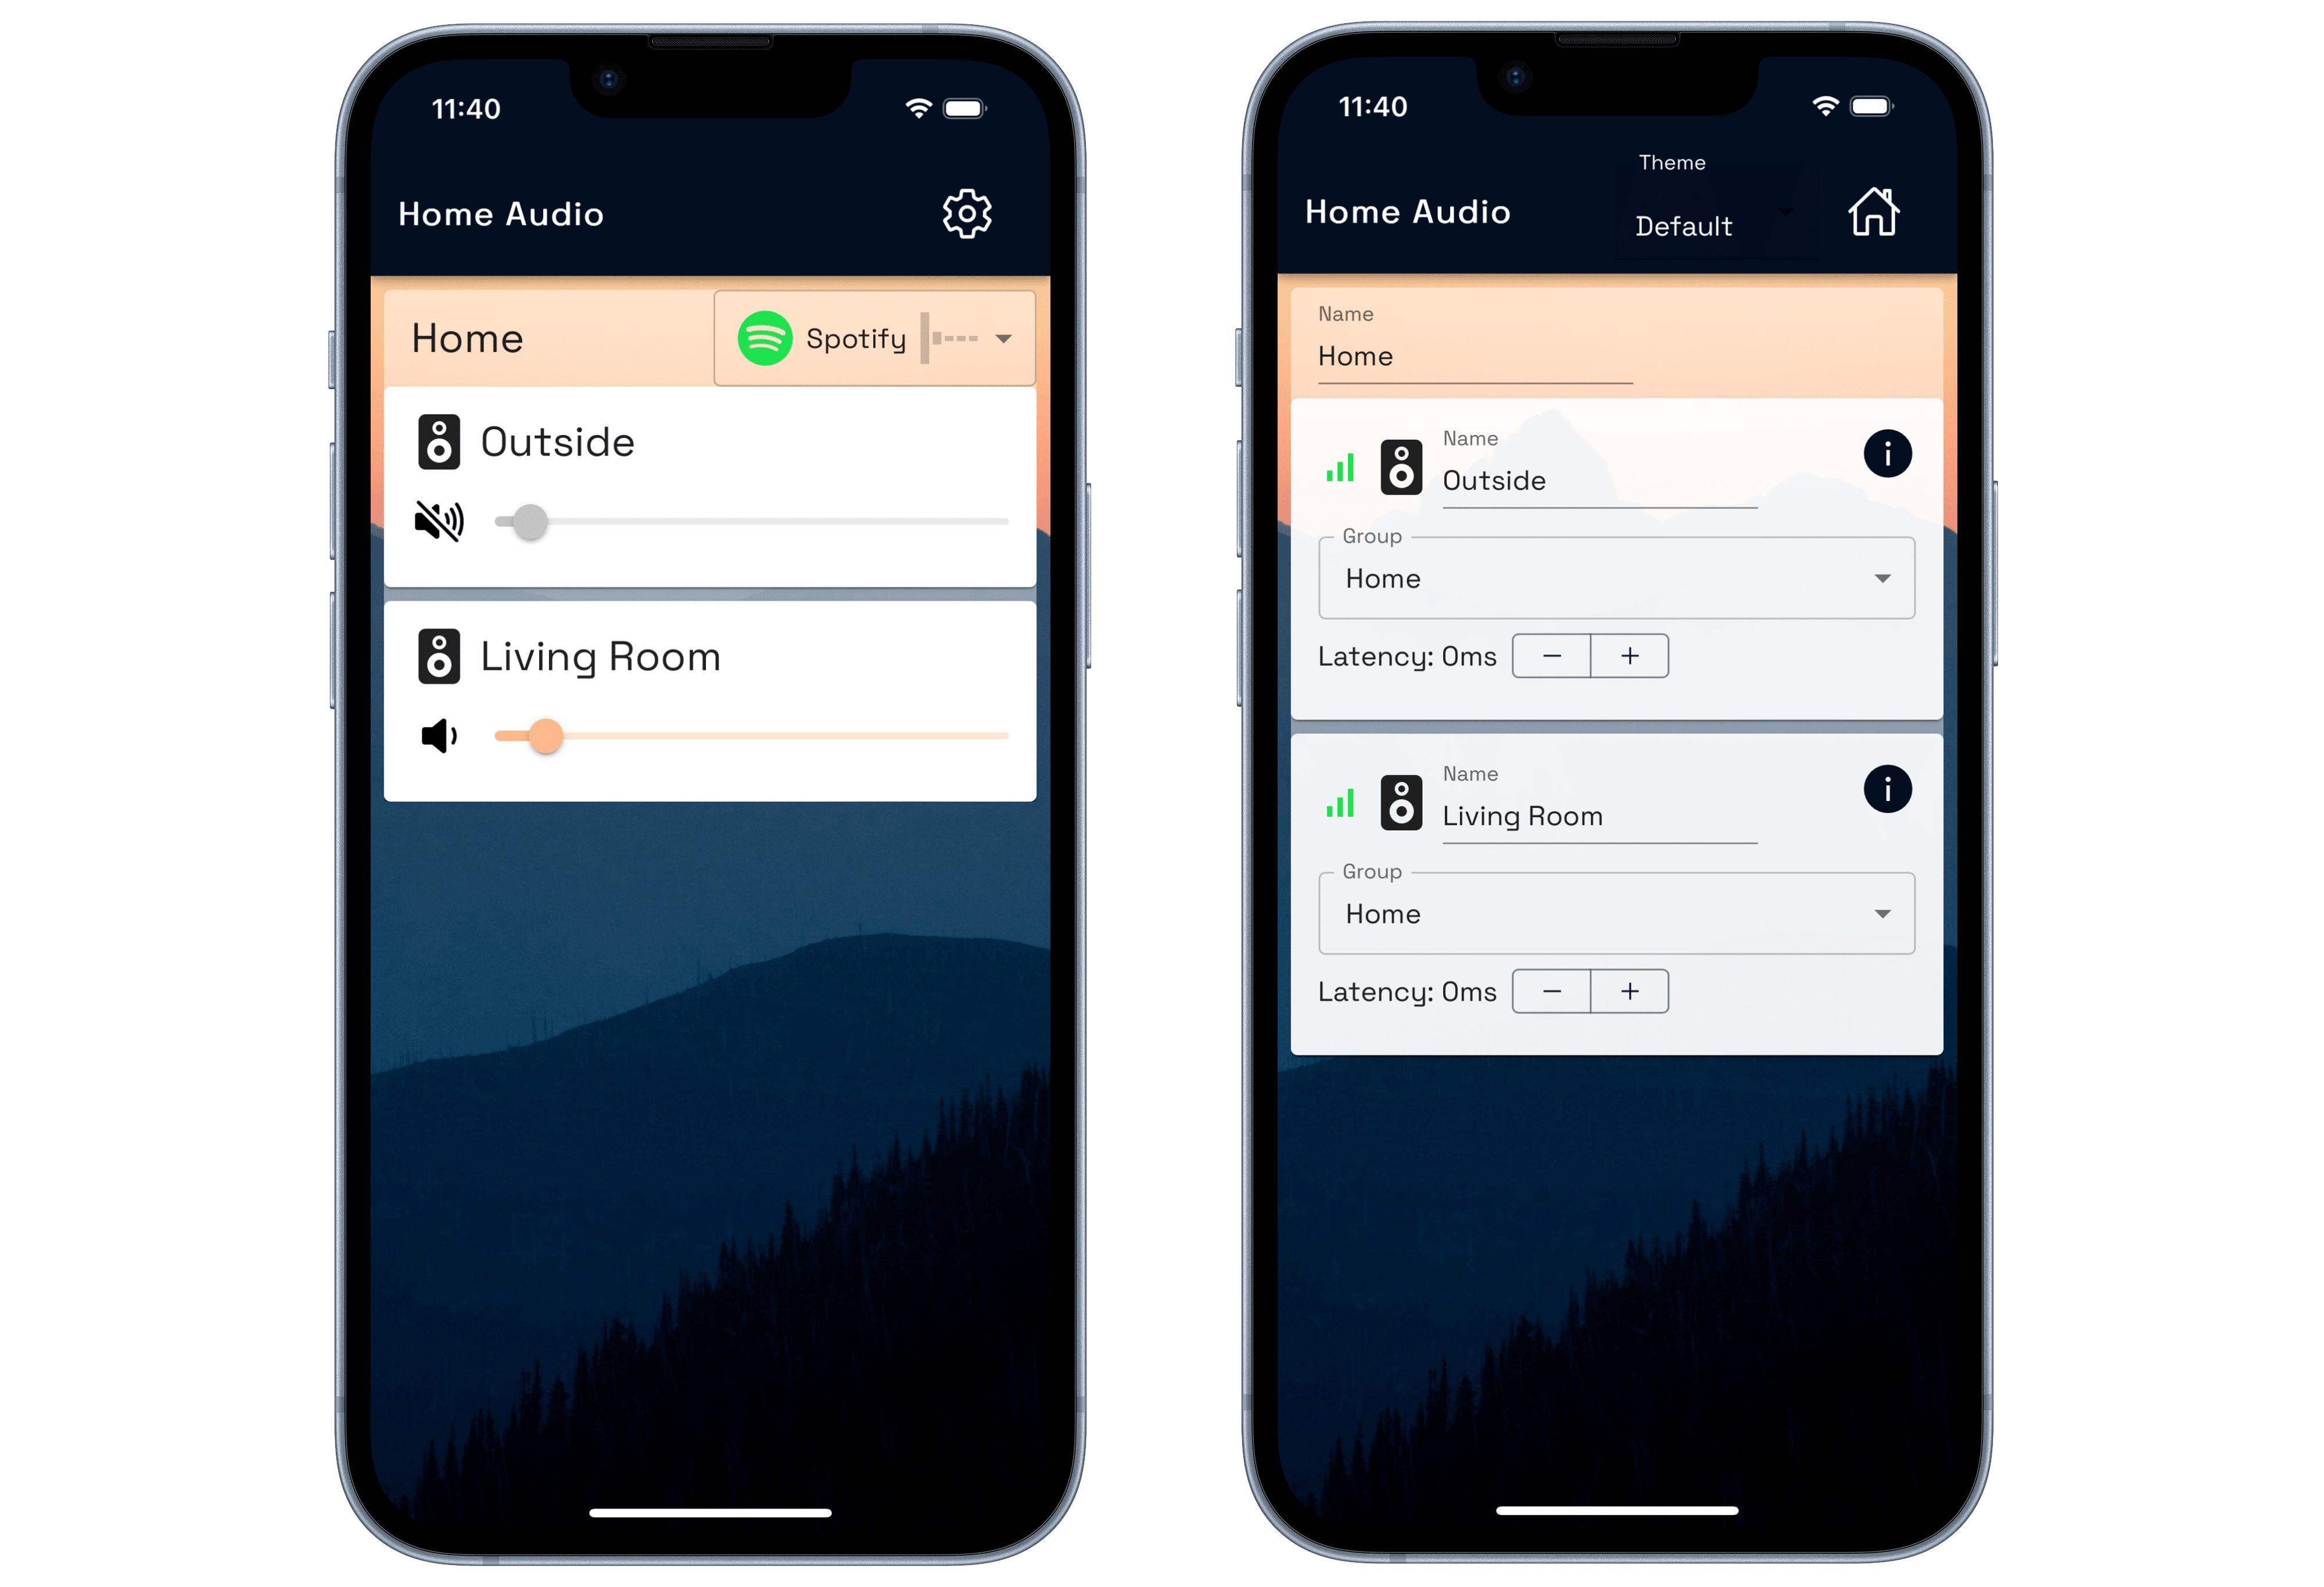 11:40
Home Audio
Home
Spotify
Outside
Living Room
11:40
Theme
Home Audio
Default
Name
Home
Name
Outside
Group
Home
Latency: 0ms
−
+
Name
Living Room
Group
Home
Latency: 0ms
−
+